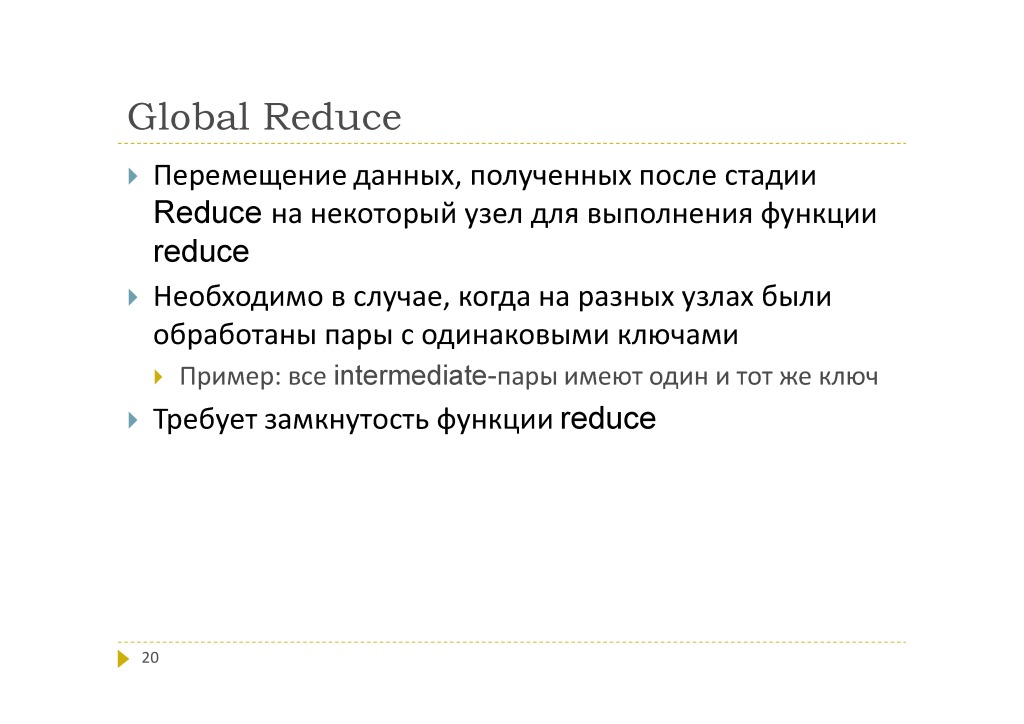 Global Reduce
Перемещение данных, полученных после стадии
Reduce на некоторый узел для выполнения функции
reduce
Необходимо в случае, когда на разных узлах были
обработаны пары с одинаковыми ключами
Пример: все intermediate-пары имеют один и тот же ключ
Требует замкнутость функции reduce
20